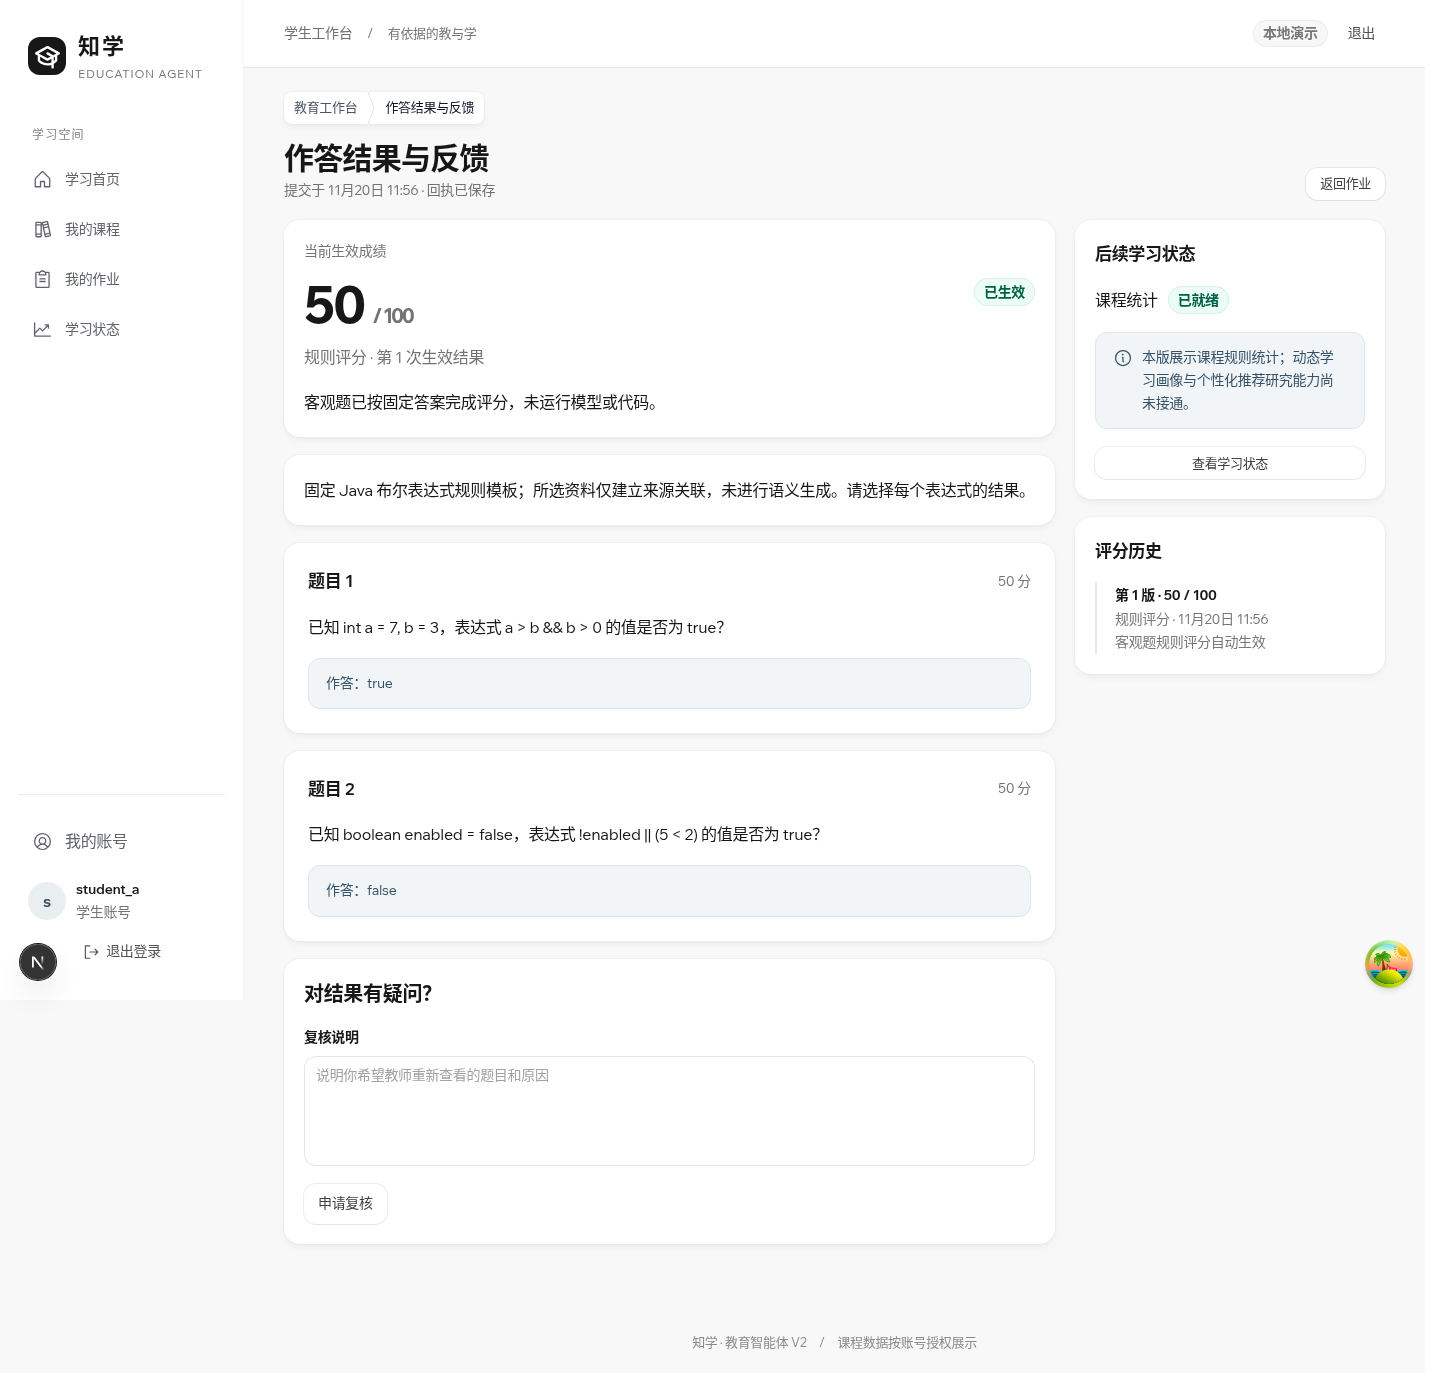 知学
EDUCATION AGENT
学习空间
学习首页
我的课程
我的作业
学习状态
我的账号
s
student_a
学生账号
N
退出登录
学生工作台 / 有依据的教与学
本地演示
退出
教育工作台
作答结果与反馈
作答结果与反馈
提交于 11月20日 11:56 · 回执已保存
返回作业
当前生效成绩
50 / 100
已生效
规则评分 · 第 1 次生效结果
客观题已按固定答案完成评分，未运行模型或代码。
固定 Java 布尔表达式规则模板；所选资料仅建立来源关联，未进行语义生成。请选择每个表达式的结果。
题目 1
50 分
已知 int a = 7, b = 3，表达式 a > b && b > 0 的值是否为 true？
作答：true
题目 2
50 分
已知 boolean enabled = false，表达式 !enabled || (5 < 2) 的值是否为 true？
作答：false
对结果有疑问？
复核说明
说明你希望教师重新查看的题目和原因
申请复核
后续学习状态
课程统计
已就绪
本版展示课程规则统计；动态学
习画像与个性化推荐研究能力尚
未接通。
查看学习状态
评分历史
第 1 版 · 50 / 100
规则评分 · 11月20日 11:56
客观题规则评分自动生效
知学 · 教育智能体 V2 / 课程数据按账号授权展示